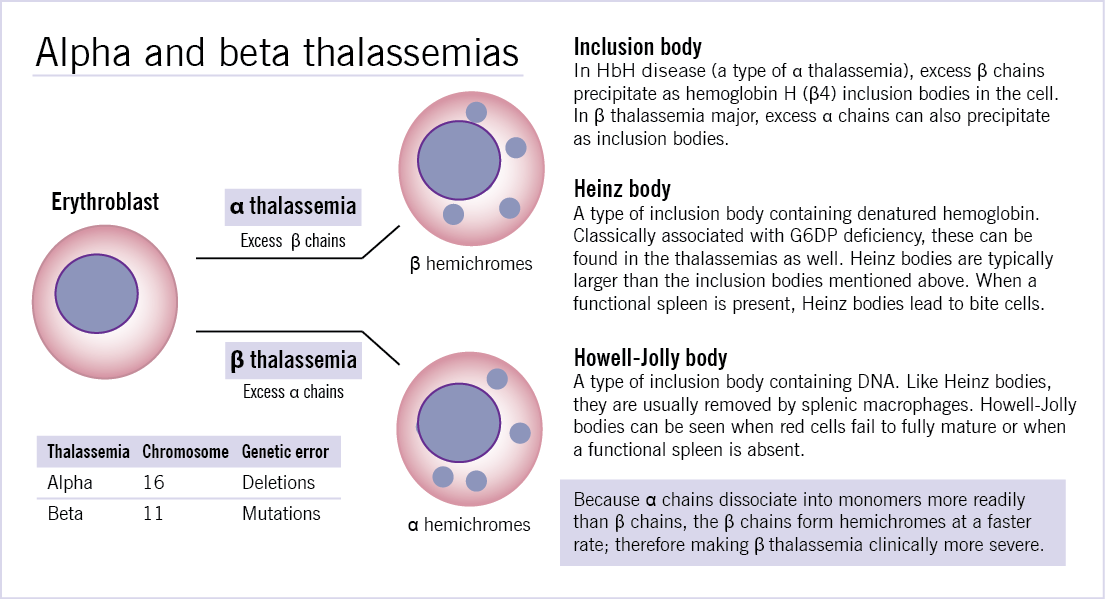 Alpha and beta thalassemias
Erythroblast
α thalassemia
Excess β chains
β hemichromes
β thalassemia
Excess α chains
α hemichromes
Thalassemia Chromosome Genetic error
Alpha 16 Deletions
Beta 11 Mutations
Inclusion body
In HbH disease (a type of α thalassemia), excess β chains
precipitate as hemoglobin H (β4) inclusion bodies in the cell.
In β thalassemia major, excess α chains can also precipitate
as inclusion bodies.
Heinz body
A type of inclusion body containing denatured hemoglobin.
Classically associated with G6DP deficiency, these can be
found in the thalassemias as well. Heinz bodies are typically
larger than the inclusion bodies mentioned above. When a
functional spleen is present, Heinz bodies lead to bite cells.
Howell-Jolly body
A type of inclusion body containing DNA. Like Heinz bodies,
they are usually removed by splenic macrophages. Howell-Jolly
bodies can be seen when red cells fail to fully mature or when
a functional spleen is absent.
Because α chains dissociate into monomers more readily
than β chains, the β chains form hemichromes at a faster
rate; therefore making β thalassemia clinically more severe.